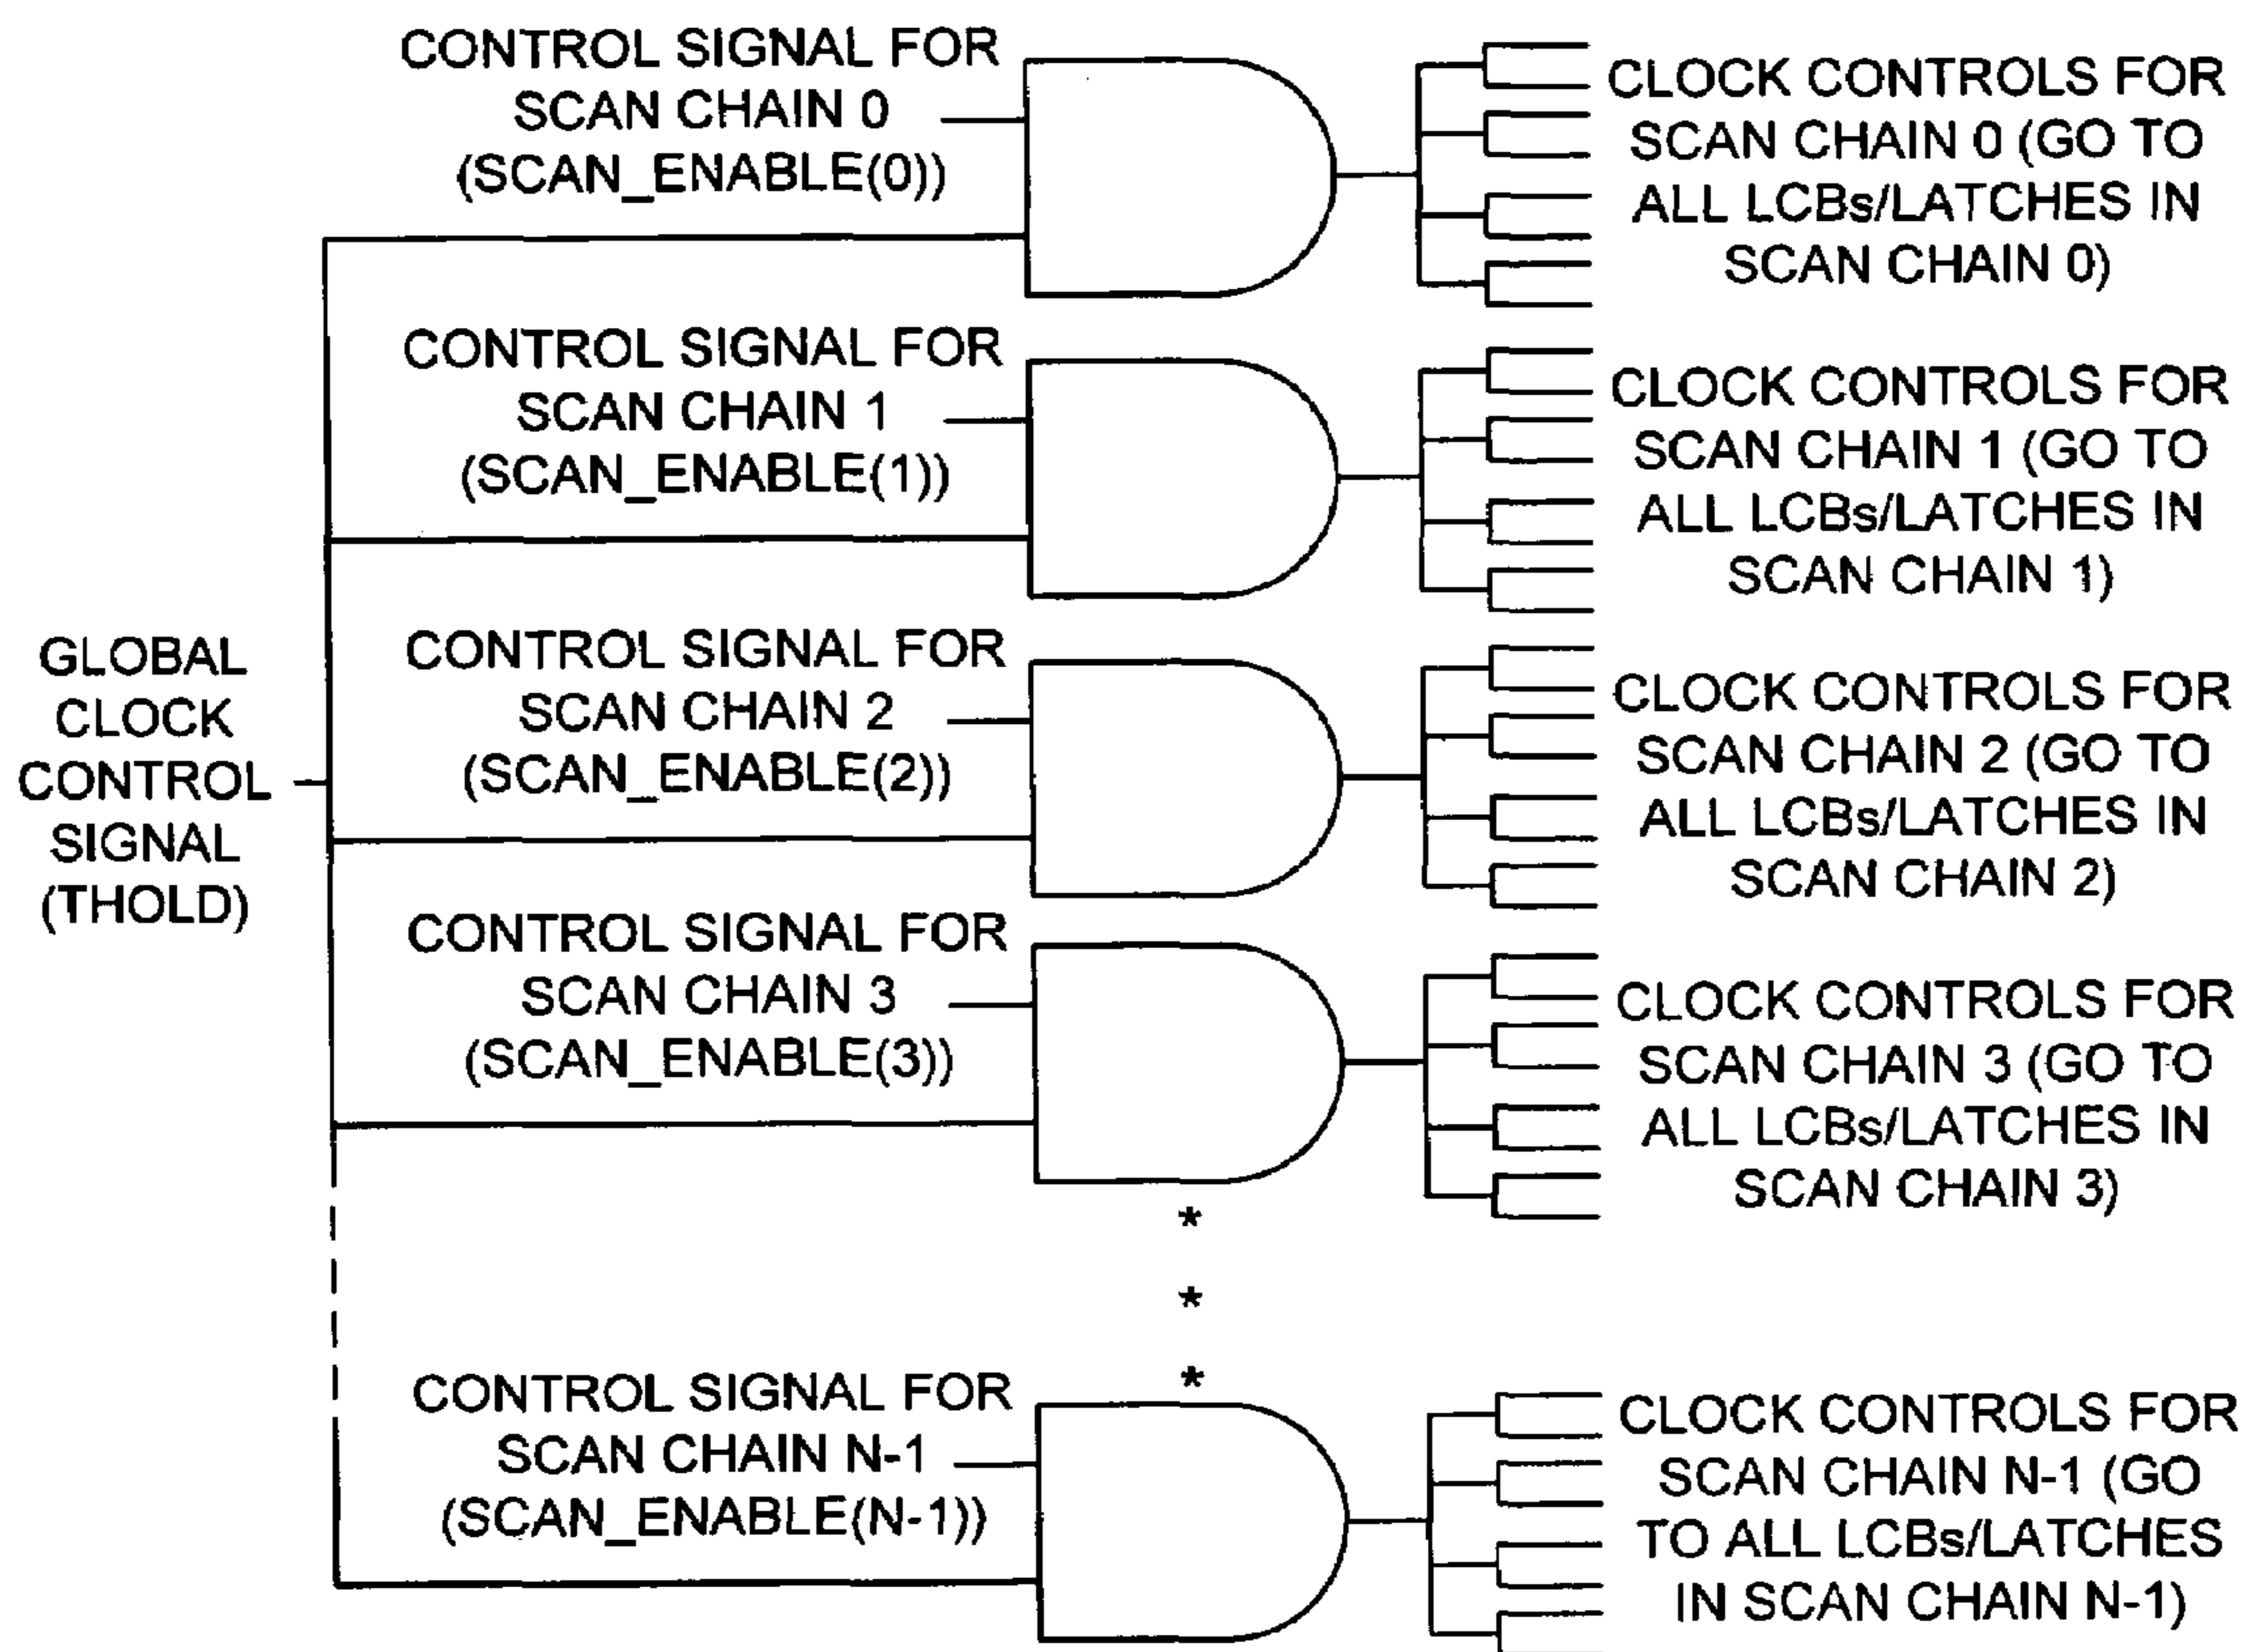 CONTROL SIGNAL FOR
SCAN CHAIN 0
(SCAN_ENABLE(0))
CLOCK CONTROLS FOR
SCAN CHAIN 0 (GO TO
ALL LCBs/LATCHES IN
SCAN CHAIN 0)
CONTROL SIGNAL FOR
SCAN CHAIN 1
(SCAN_ENABLE(1))
CLOCK CONTROLS FOR
SCAN CHAIN 1 (GO TO
ALL LCBs/LATCHES IN
SCAN CHAIN 1)
GLOBAL
CLOCK
CONTROL
SIGNAL
(THOLD)
CONTROL SIGNAL FOR
SCAN CHAIN 2
(SCAN_ENABLE(2))
CLOCK CONTROLS FOR
SCAN CHAIN 2 (GO TO
ALL LCBs/LATCHES IN
SCAN CHAIN 2)
CONTROL SIGNAL FOR
SCAN CHAIN 3
(SCAN_ENABLE(3))
CLOCK CONTROLS FOR
SCAN CHAIN 3 (GO TO
ALL LCBs/LATCHES IN
SCAN CHAIN 3)
*
*
*
CONTROL SIGNAL FOR
SCAN CHAIN N-1
(SCAN_ENABLE(N-1))
CLOCK CONTROLS FOR
SCAN CHAIN N-1 (GO
TO ALL LCBs/LATCHES
IN SCAN CHAIN N-1)